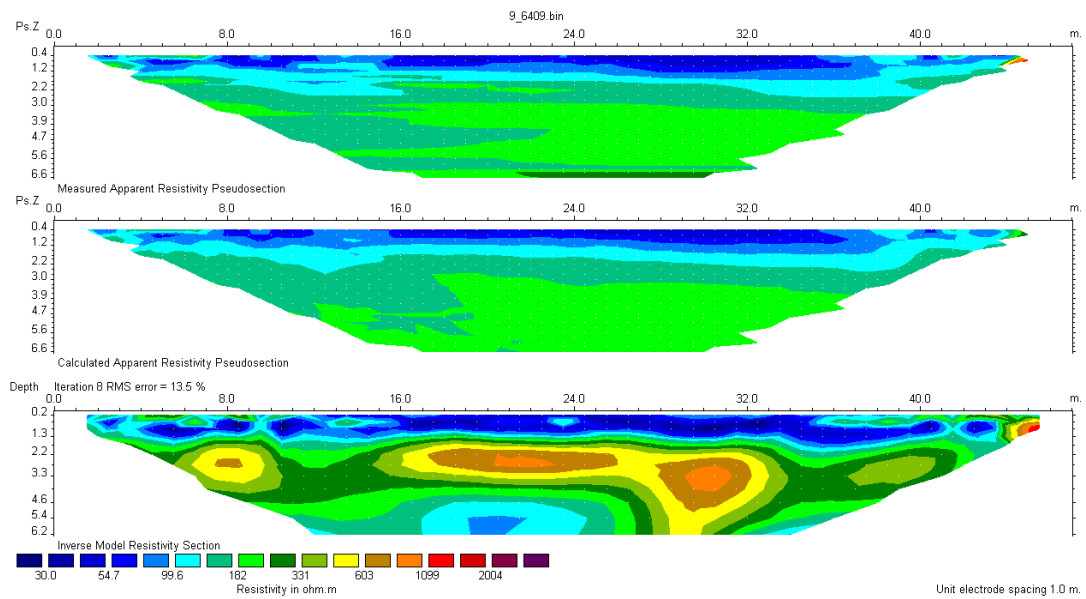 9_6409.bin
Ps.Z 0.0 8.0 16.0 24.0 32.0 40.0 m.
0.4
1.2
2.2
3.0
3.9
4.7
5.6
6.6
Measured Apparent Resistivity Pseudosection
Ps.Z 0.0 8.0 16.0 24.0 32.0 40.0 m.
0.4
1.2
2.2
3.0
3.9
4.7
5.6
6.6
Calculated Apparent Resistivity Pseudosection
Depth Iteration 8 RMS error = 13.5 %
0.0 8.0 16.0 24.0 32.0 40.0 m.
0.2
1.3
2.2
3.3
4.6
6.2
Inverse Model Resistivity Section
30.0 54.7 99.6 182 331 603 1099 2004
Resistivity in ohm.m
Unit electrode spacing 1.0 m.